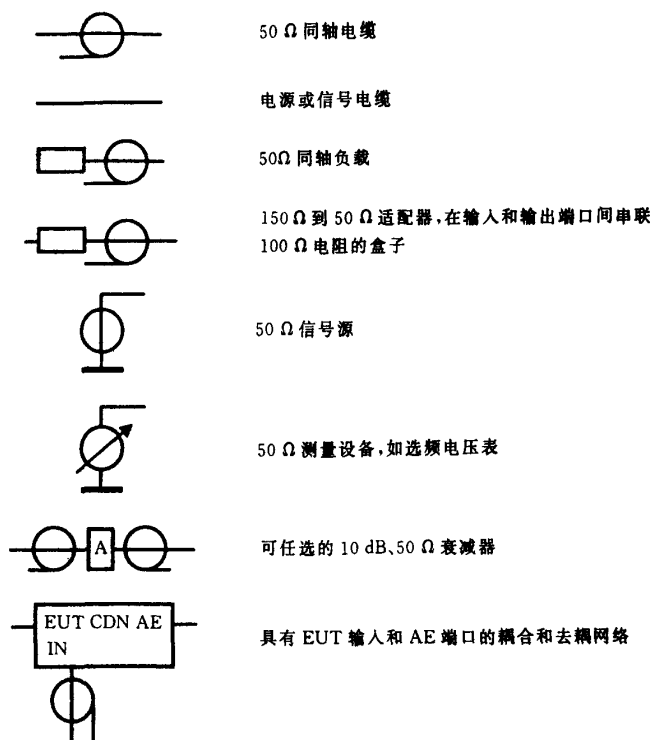 50 Ω 同轴电缆
电源或信号电缆
50Ω 同轴负载
150 Ω 到 50 Ω 适配器,在输入和输出端口间串联
100 Ω 电阻的盒子
50 Ω 信号源
50 Ω 测量设备,如选频电压表
A
可任选的 10 dB、50 Ω 衰减器
EUT CDN AE
IN
具有 EUT 输入和 AE 端口的耦合和去耦网络